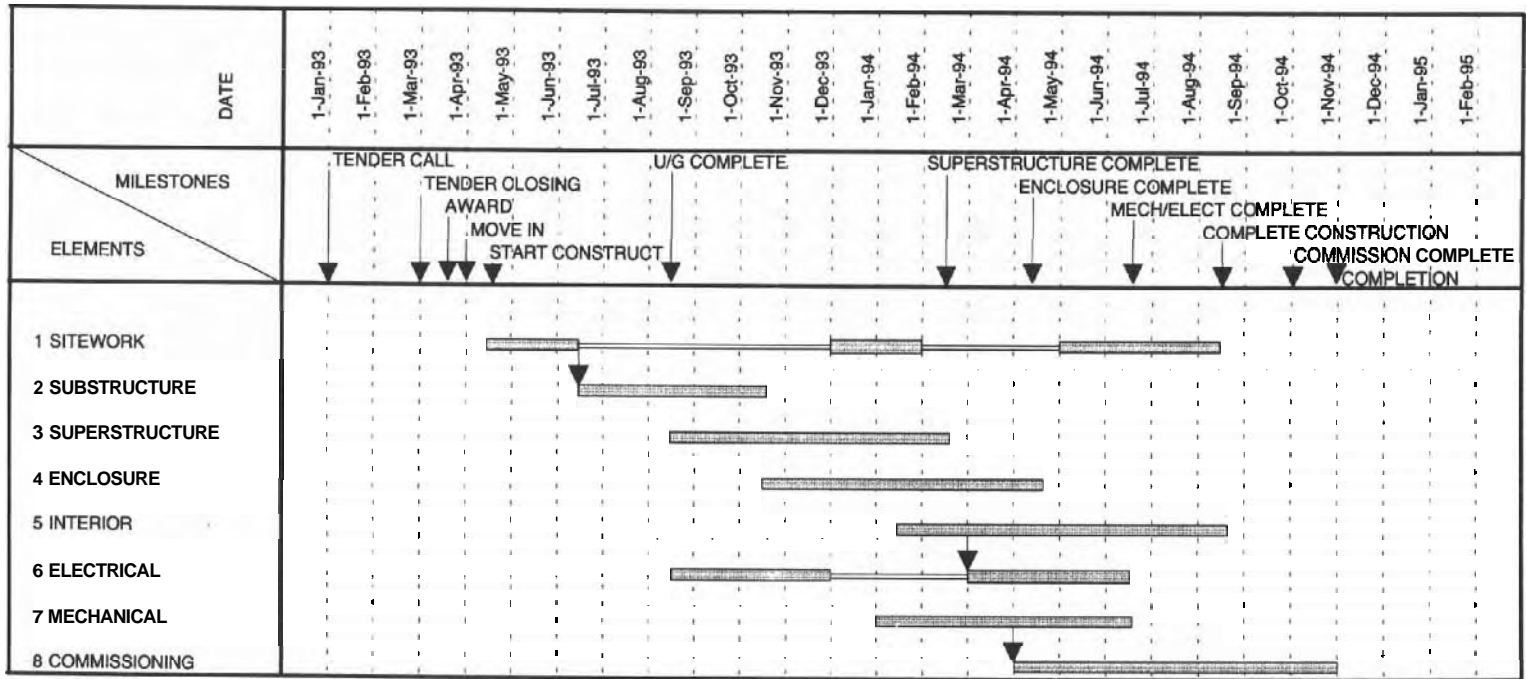 DATE
1-Jan-93
1-Feb-93
1-Mar-93
1-Apr-93
1-May-93
1-Jun-93
1-Jul-93
1-Aug-93
1-Sep-93
1-Oct-93
1-Nov-93
1-Dec-93
1-Jan-94
1-Feb-94
1-Mar-94
1-Apr-94
1-May-94
1-Jun-94
1-Jul-94
1-Aug-94
1-Sep-94
1-Oct-94
1-Nov-94
1-Dec-94
1-Jan-95
1-Feb-95
MILESTONES
ELEMENTS
TENDER CALL
TENDER CLOSING
AWARD
MOVE IN
START CONSTRUCT
U/G COMPLETE
SUPERSTRUCTURE COMPLETE
ENCLOSURE COMPLETE
MECH/ELECT COMPLETE
COMPLETE CONSTRUCTION
COMMISSION COMPLETE
COMPLETION
1 SITEWORK
2 SUBSTRUCTURE
3 SUPERSTRUCTURE
4 ENCLOSURE
5 INTERIOR
6 ELECTRICAL
7 MECHANICAL
8 COMMISSIONING